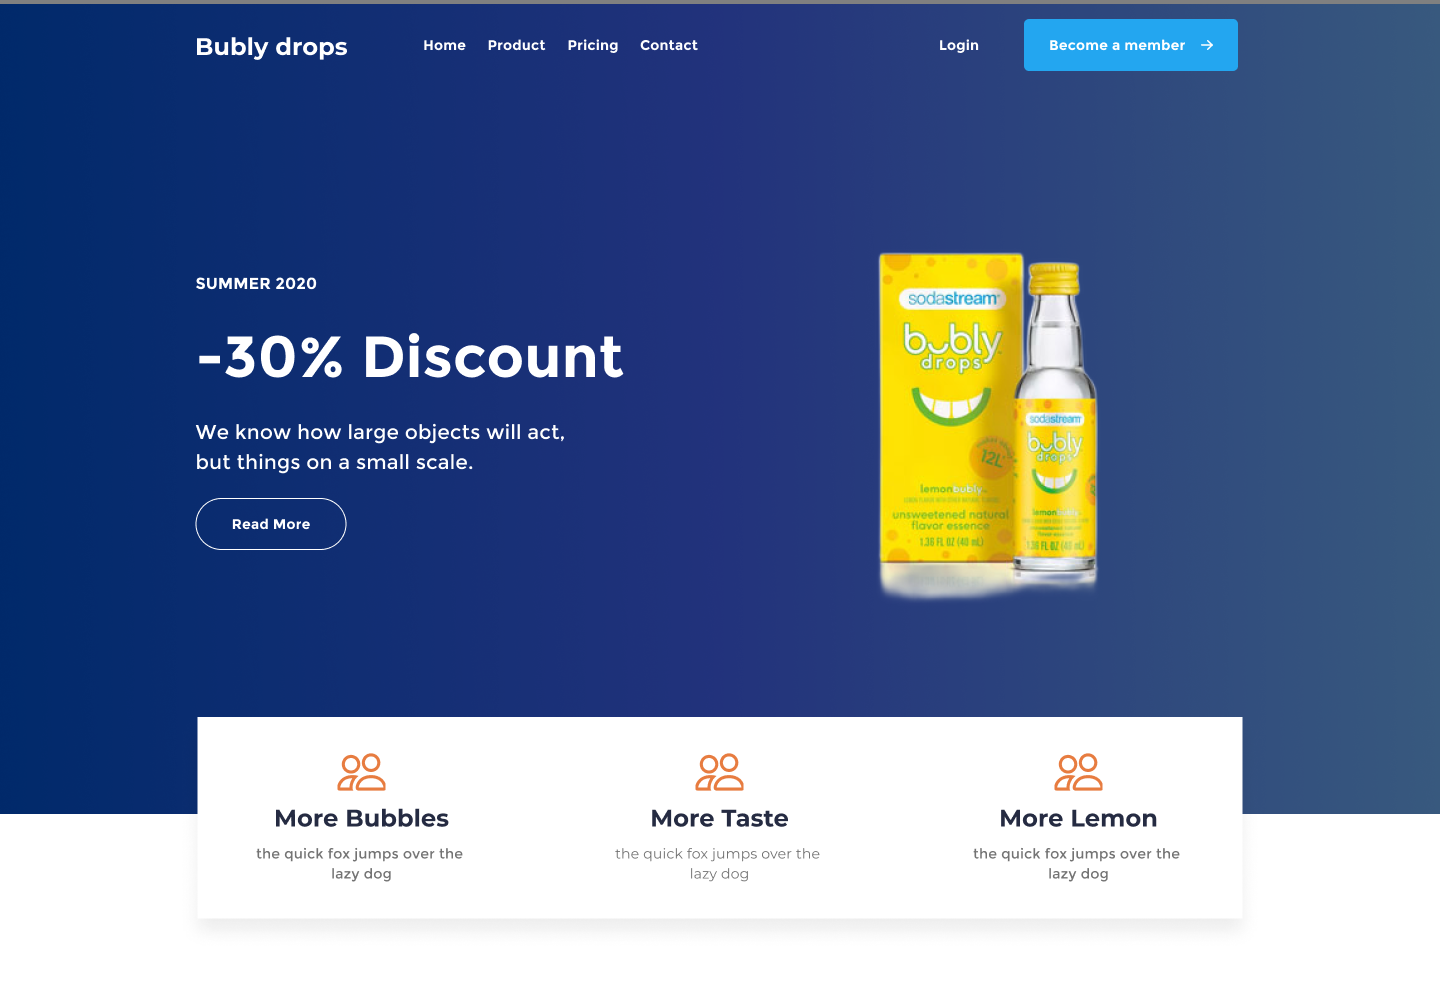 Bubly drops
Home Product Pricing Contact
Login
Become a member
SUMMER 2020
-30% Discount
We know how large objects will act,
but things on a small scale.
Read More
sodastream
bubly
drops
12L
lemonbubly
unsweetened natural
flavor essence
1.36 FL OZ (40 mL)
sodastream
bubly
drops
lemonbubly
1.36 FL OZ (40 mL)
More Bubbles
the quick fox jumps over the
lazy dog
More Taste
the quick fox jumps over the
lazy dog
More Lemon
the quick fox jumps over the
lazy dog